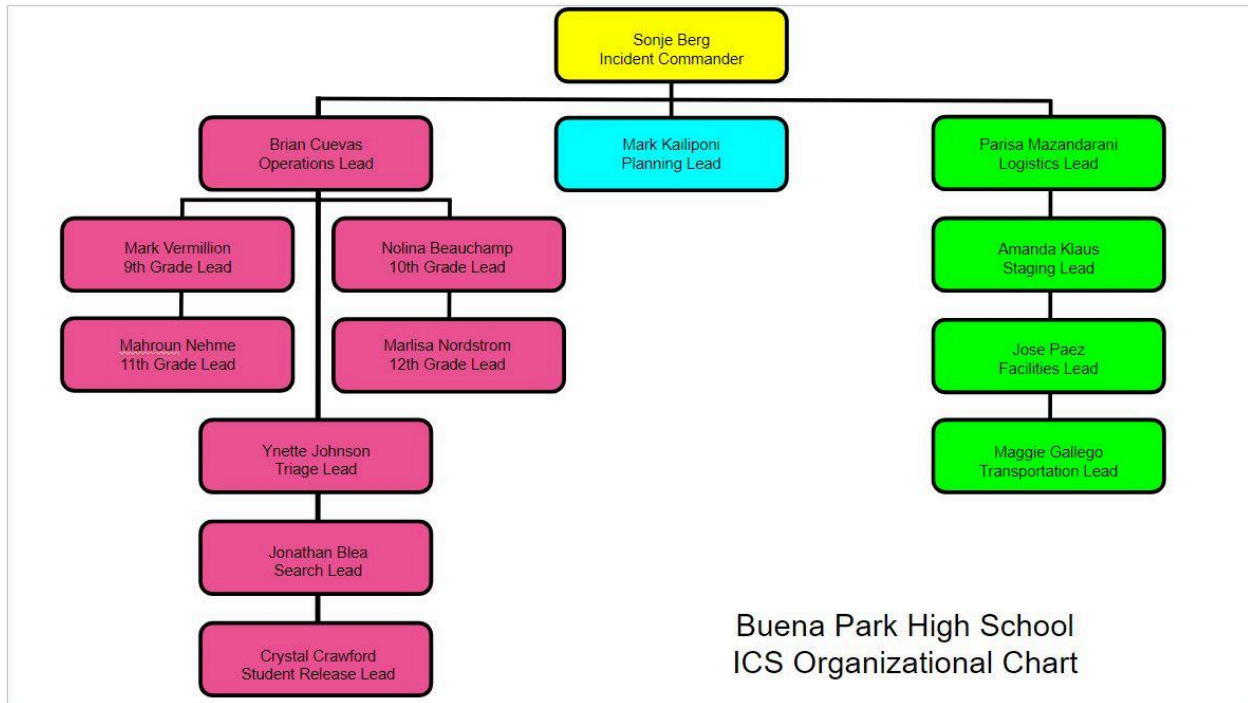 Sonje Berg
Incident Commander
Brian Cuevas
Operations Lead
Mark Kailiponi
Planning Lead
Parisa Mazandarani
Logistics Lead
Mark Vermillion
9th Grade Lead
Nolina Beauchamp
10th Grade Lead
Amanda Klaus
Staging Lead
Mahroun Nehme
11th Grade Lead
Marlisa Nordstrom
12th Grade Lead
Jose Paez
Facilities Lead
Ynette Johnson
Triage Lead
Maggie Gallego
Transportation Lead
Jonathan Blea
Search Lead
Crystal Crawford
Student Release Lead
Buena Park High School
ICS Organizational Chart